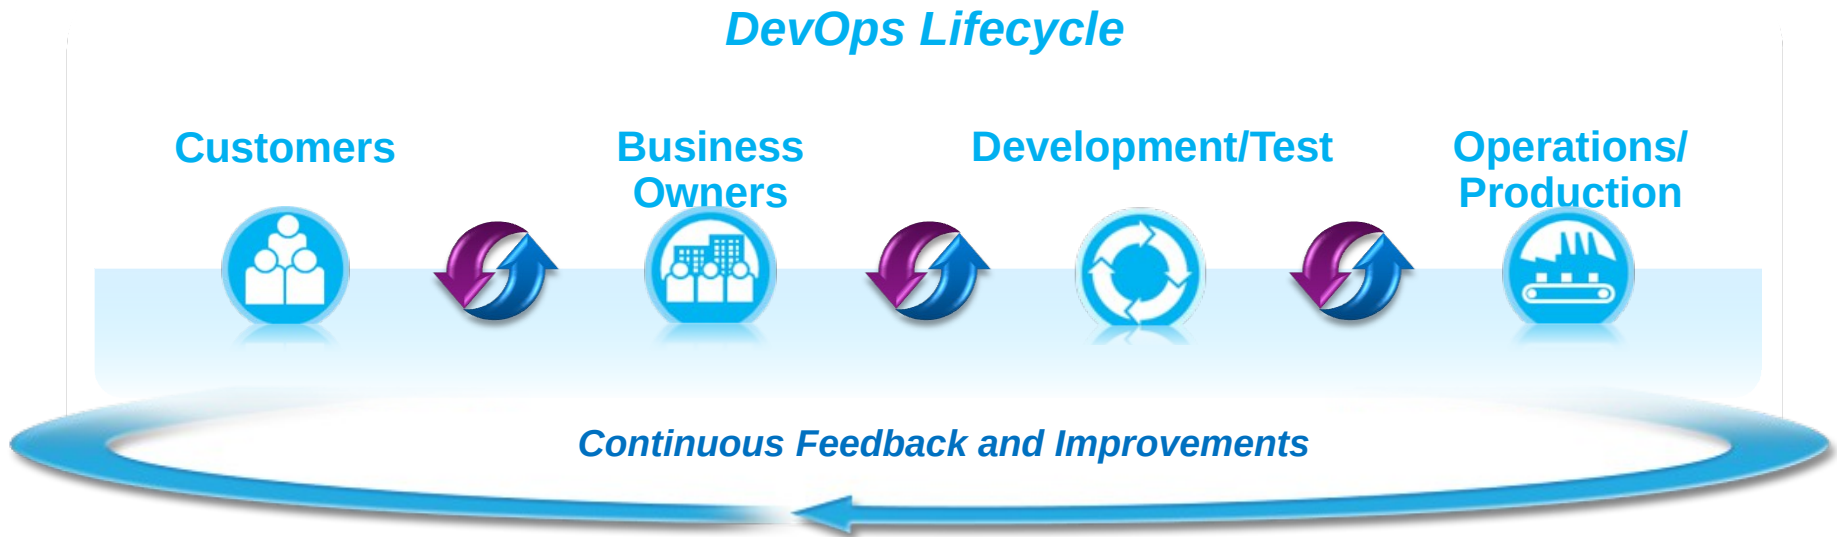 DevOps Lifecycle
Customers
Business
Owners
Development/Test
Operations/
Production
Continuous Feedback and Improvements